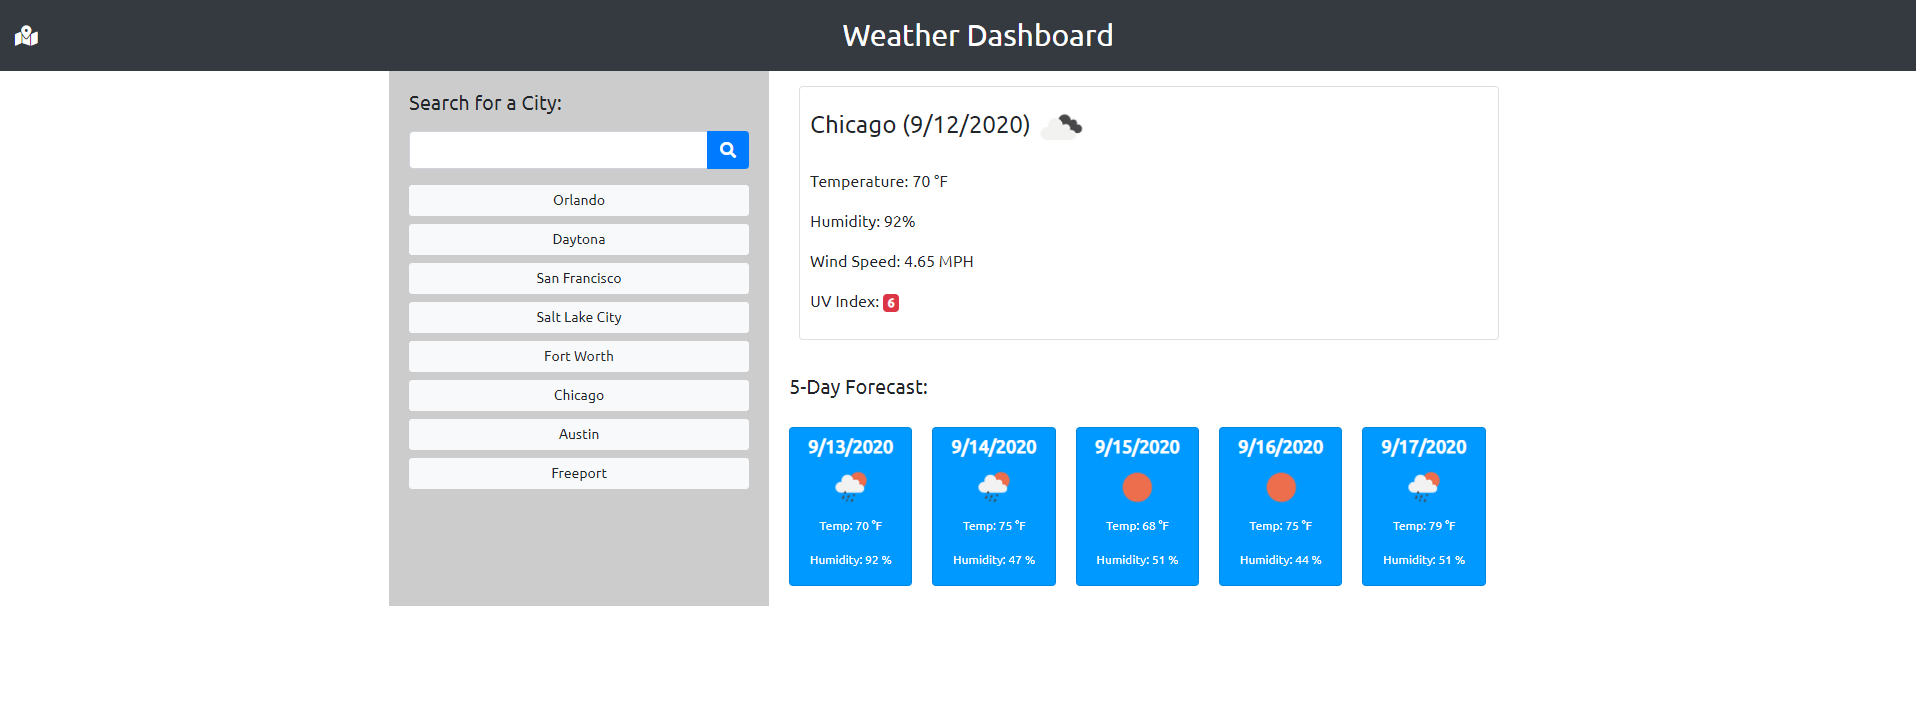 Weather Dashboard
Search for a City:
Orlando
Daytona
San Francisco
Salt Lake City
Fort Worth
Chicago
Austin
Freeport
Chicago (9/12/2020)
Temperature: 70 °F
Humidity: 92%
Wind Speed: 4.65 MPH
UV Index: 6
5-Day Forecast:
9/13/2020
Temp: 70 °F
Humidity: 92 %
9/14/2020
Temp: 75 °F
Humidity: 47 %
9/15/2020
Temp: 68 °F
Humidity: 51 %
9/16/2020
Temp: 75 °F
Humidity: 44 %
9/17/2020
Temp: 79 °F
Humidity: 51 %